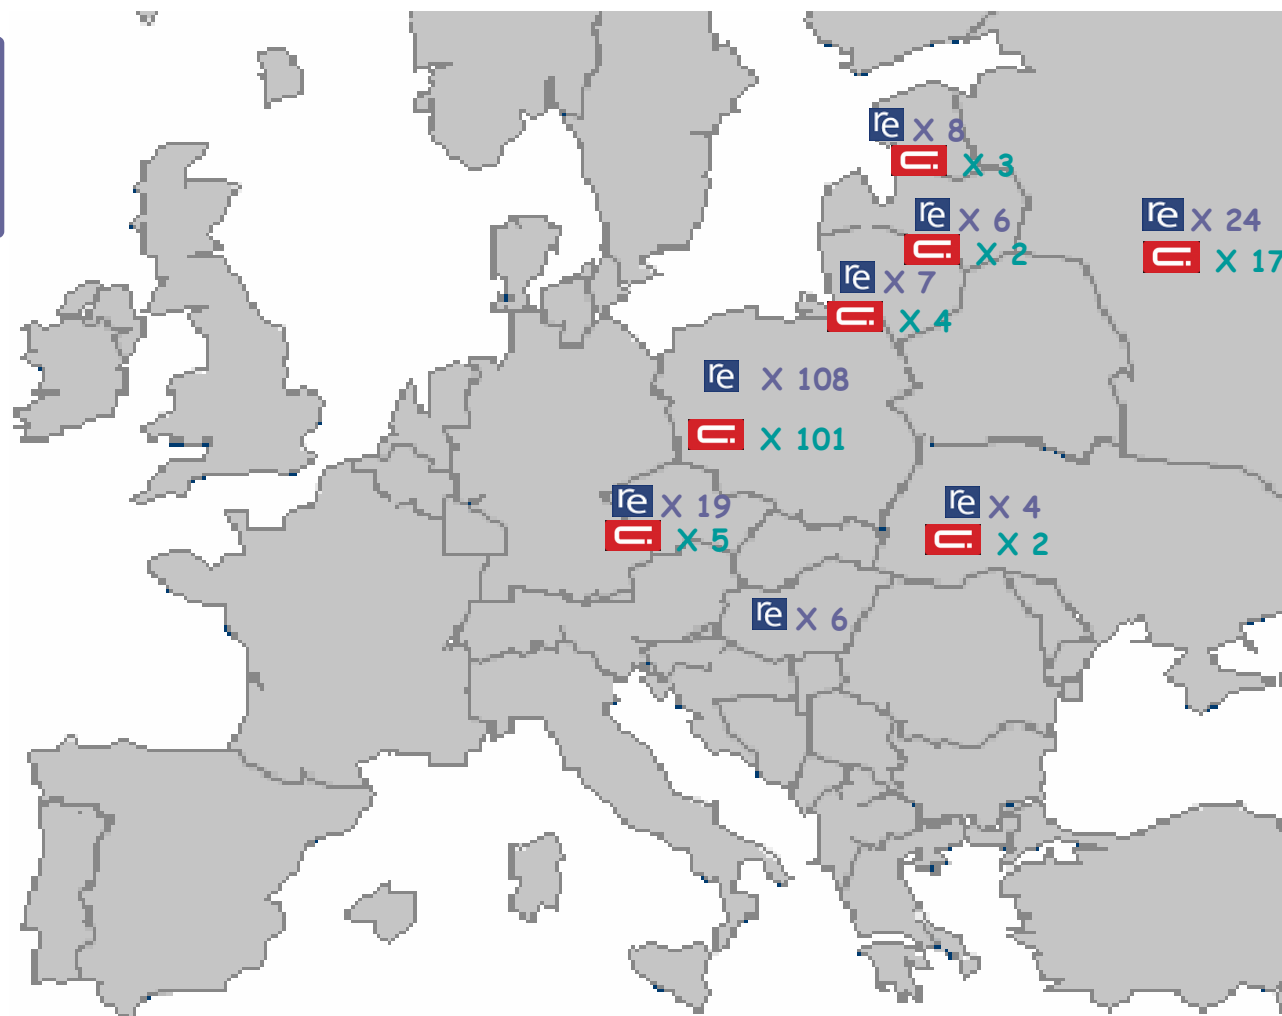 re X 8
X 3
re X 6
X 2
re X 24
X 17
re X 7
X 4
re X 108
X 101
re X 19
X 5
re X 4
X 2
re X 6